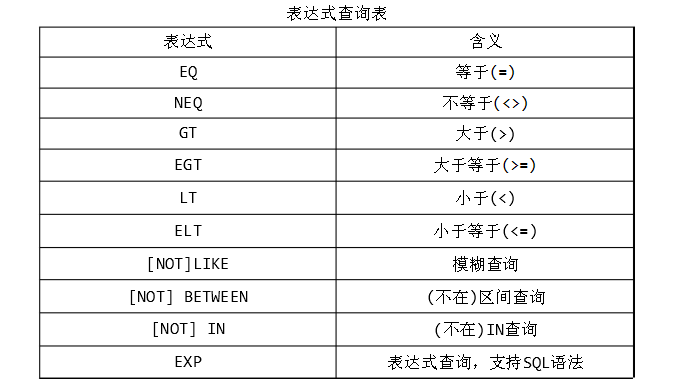 表达式查询表
表达式 含义
EQ 等于(=)
NEQ 不等于(<>)
GT 大于(>)
EGT 大于等于(>=)
LT 小于(<)
ELT 小于等于(<=)
[NOT]LIKE 模糊查询
[NOT] BETWEEN (不在)区间查询
[NOT] IN (不在)IN查询
EXP 表达式查询，支持SQL语法